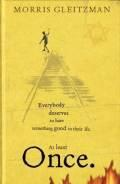 MORRIS GLEITZMAN
Everybody
deserves
to have
something good in their life.
At least
Once.